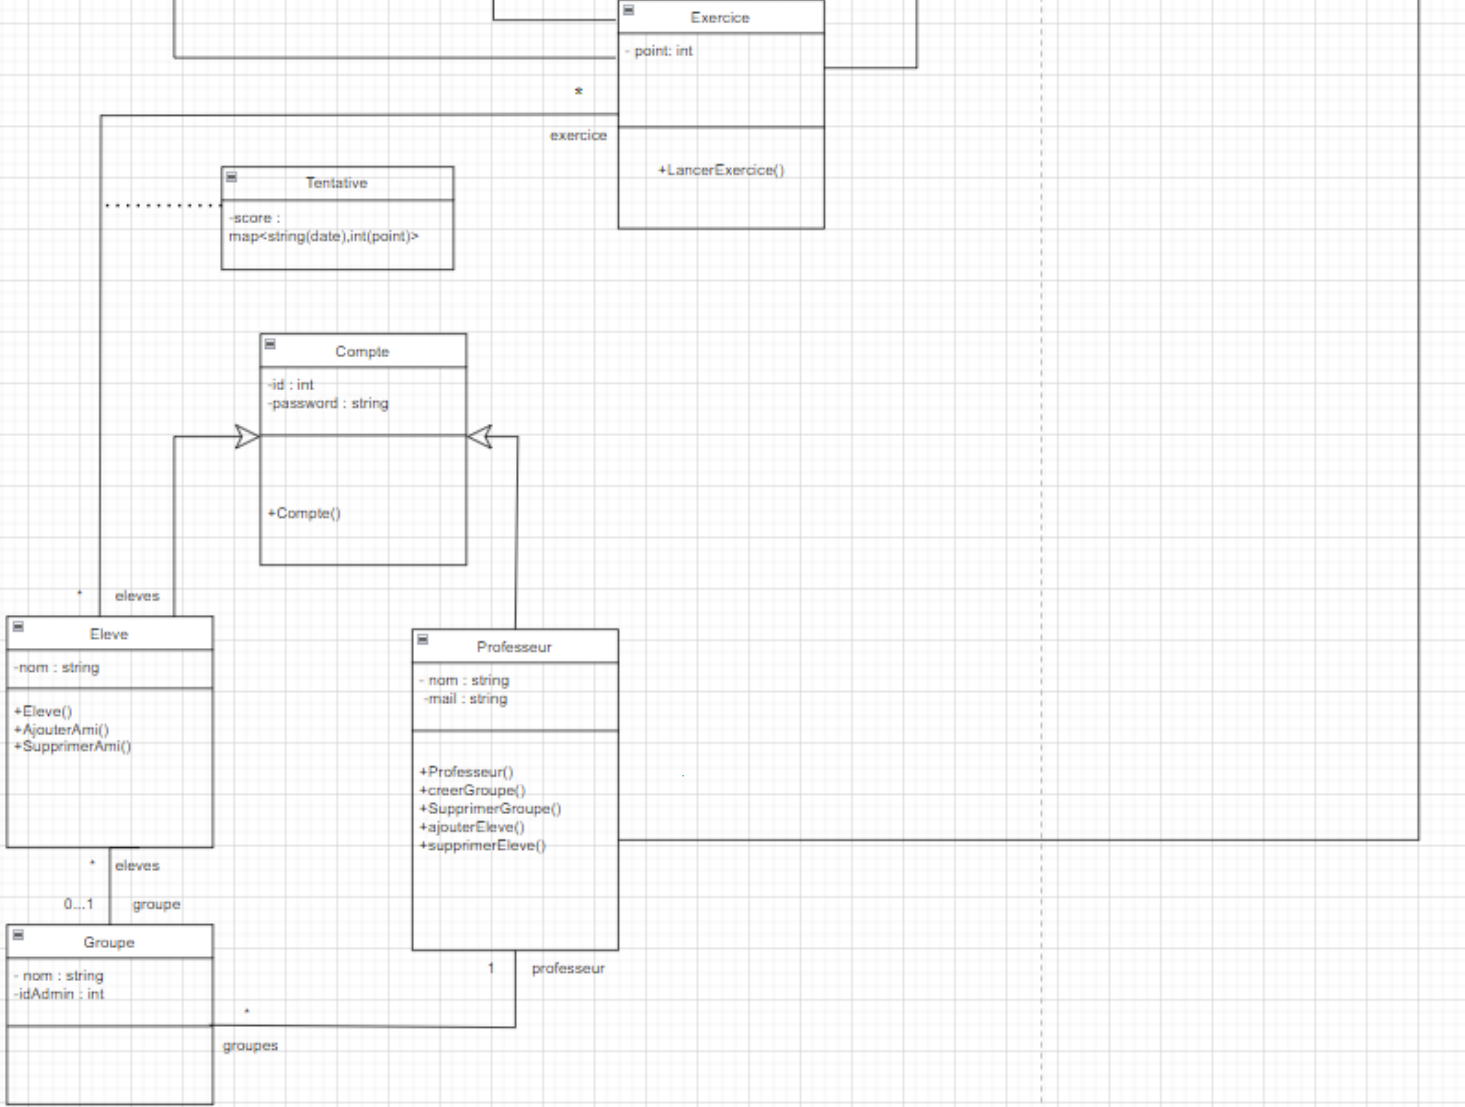 Exercice
- point: int
*
exercice
+LancerExercice()
Tentative
-score :
map<string(date),int(point)>
Compte
-id : int
-password : string
+Compte()
*
eleves
Eleve
-nom : string
+Eleve()
+AjouterAmi()
+SupprimerAmi()
Professeur
- nom : string
-mail : string
+Professeur()
+creerGroupe()
+SupprimerGroupe()
+ajouterEleve()
+supprimerEleve()
*
eleves
0...1
groupe
Groupe
- nom : string
-idAdmin : int
1
professeur
*
groupes